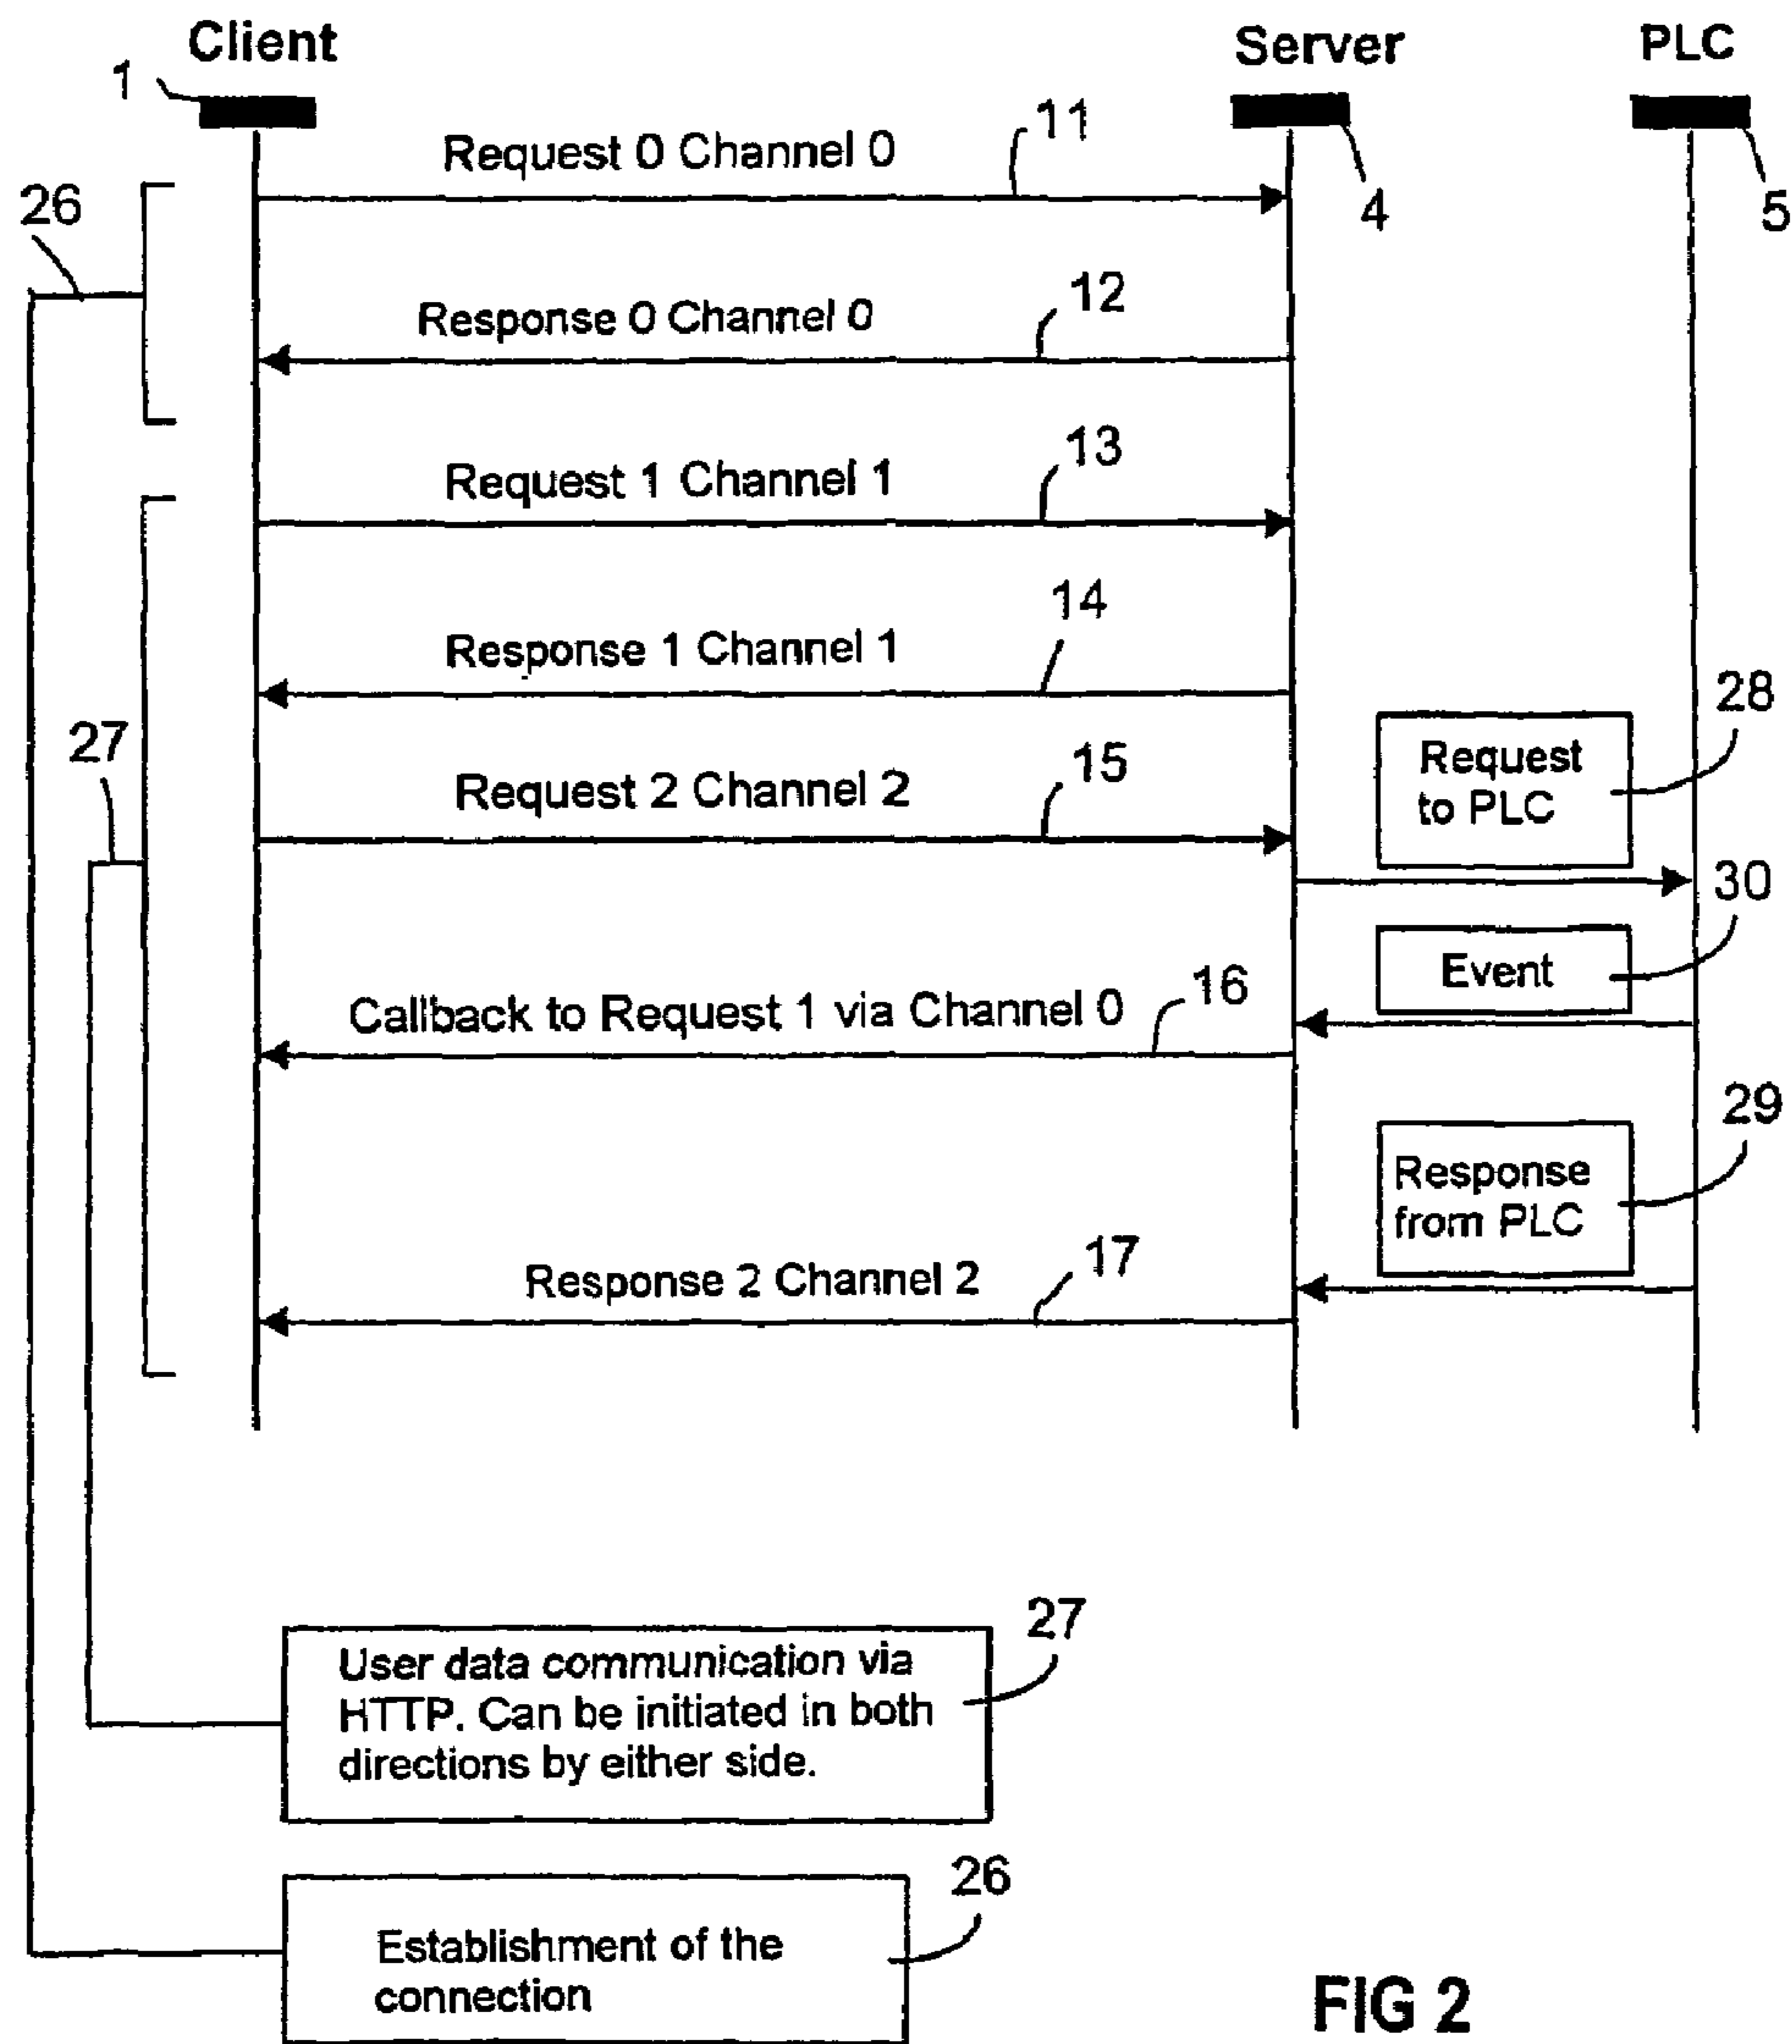 Client
Server
PLC
1
4
5
11
Request 0 Channel 0
26
12
Response 0 Channel 0
13
Request 1 Channel 1
14
Response 1 Channel 1
27
15
Request 2 Channel 2
28
Request
to PLC
30
Event
16
Callback to Request 1 via Channel 0
29
Response
from PLC
17
Response 2 Channel 2
27
User data communication via
HTTP. Can be initiated in both
directions by either side.
26
Establishment of the
connection
FIG 2